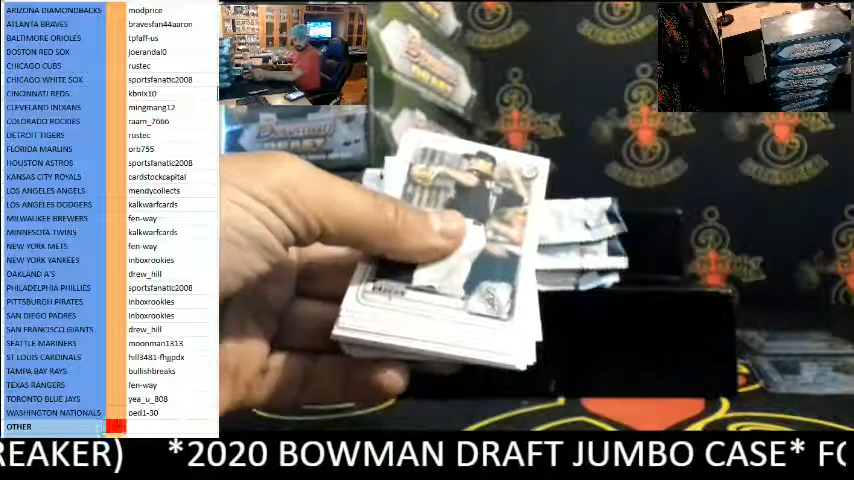 ARIZONA DIAMONDBACKS modprice
ATLANTA BRAVES bravesfan44aaron
BALTIMORE ORIOLES tpfaff-us
BOSTON RED SOX joerandal0
CHICAGO CUBS rustec
CHICAGO WHITE SOX sportsfanatic2008
CINCINATTI REDS kbnix10
CLEVELAND INDIANS mingmang12
COLORADO ROCKIES raam_7666
DETROIT TIGERS rustec
FLORIDA MARLINS orb755
HOUSTON ASTROS sportsfanatic2008
KANSAS CITY ROYALS cardstockcapital
LOS ANGELES ANGELS mendycollects
LOS ANGELES DODGERS kalkwarfcards
MILWAUKEE BREWERS fen-way
MINNESOTA TWINS kalkwarfcards
NEW YORK METS fen-way
NEW YORK YANKEES inboxrookies
OAKLAND A'S drew_hill
PHILADELPHIA PHILLIES sportsfanatic2008
PITTSBURGH PIRATES inboxrookies
SAN DIEGO PADRES inboxrookies
SAN FRANCISCO GIANTS drew_hill
SEATTLE MARINERS moonman1313
ST LOUIS CARDINALS hill3481-fhjjpdx
TAMPA BAY RAYS bullishbreaks
TEXAS RANGERS fen-way
TORONTO BLUE JAYS yea_u_808
WASHINGTON NATIONALS ped1-30
OTHER
REAKER) *2020 BOWMAN DRAFT JUMBO CASE* FO